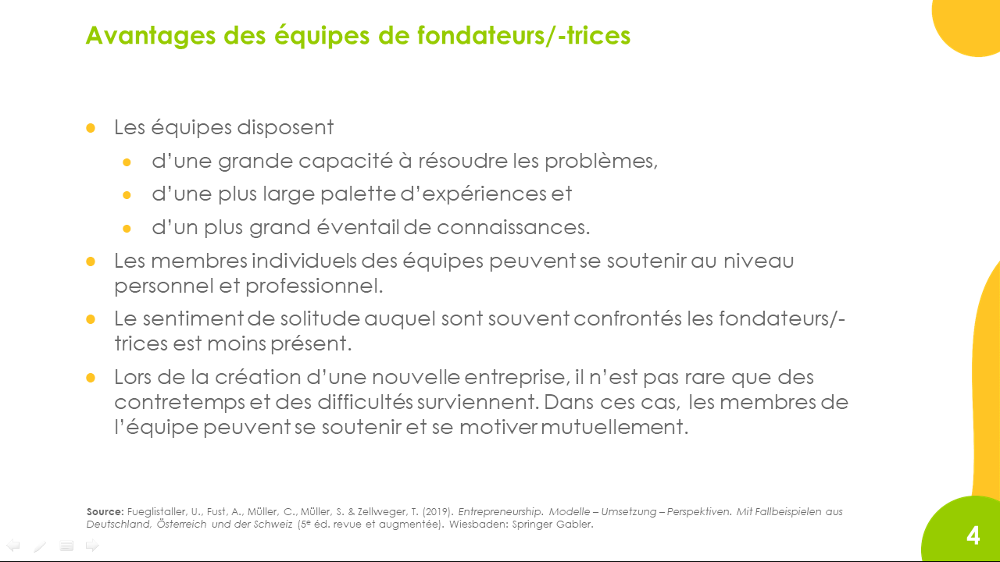 Avantages des équipes de fondateurs/-trices
● Les équipes disposent
● d’une grande capacité à résoudre les problèmes,
● d’une plus large palette d’expériences et
● d’un plus grand éventail de connaissances.
● Les membres individuels des équipes peuvent se soutenir au niveau
personnel et professionnel.
● Le sentiment de solitude auquel sont souvent confrontés les fondateurs/-
trices est moins présent.
● Lors de la création d’une nouvelle entreprise, il n’est pas rare que des
contretemps et des difficultés surviennent. Dans ces cas, les membres de
l’équipe peuvent se soutenir et se motiver mutuellement.
Source: Fueglistaller, U., Fust, A., Müller, C., Müller, S. & Zellweger, T. (2019). Entrepreneurship. Modelle – Umsetzung – Perspektiven. Mit Fallbeispielen aus
Deutschland, Österreich und der Schweiz (5e éd. revue et augmentée). Wiesbaden: Springer Gabler.
4